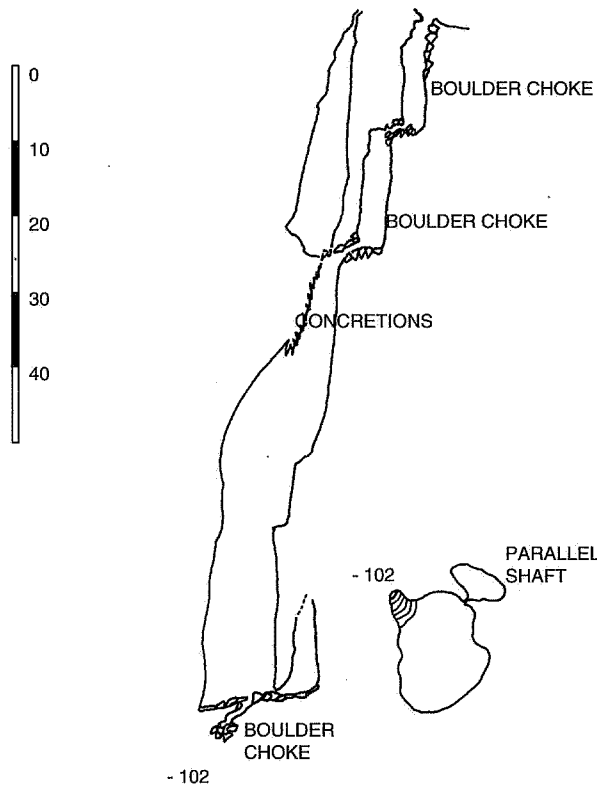 0
BOULDER CHOKE
10
20
BOULDER CHOKE
30
CONCRETIONS
40
PARALLEL
SHAFT
- 102
BOULDER
CHOKE
- 102